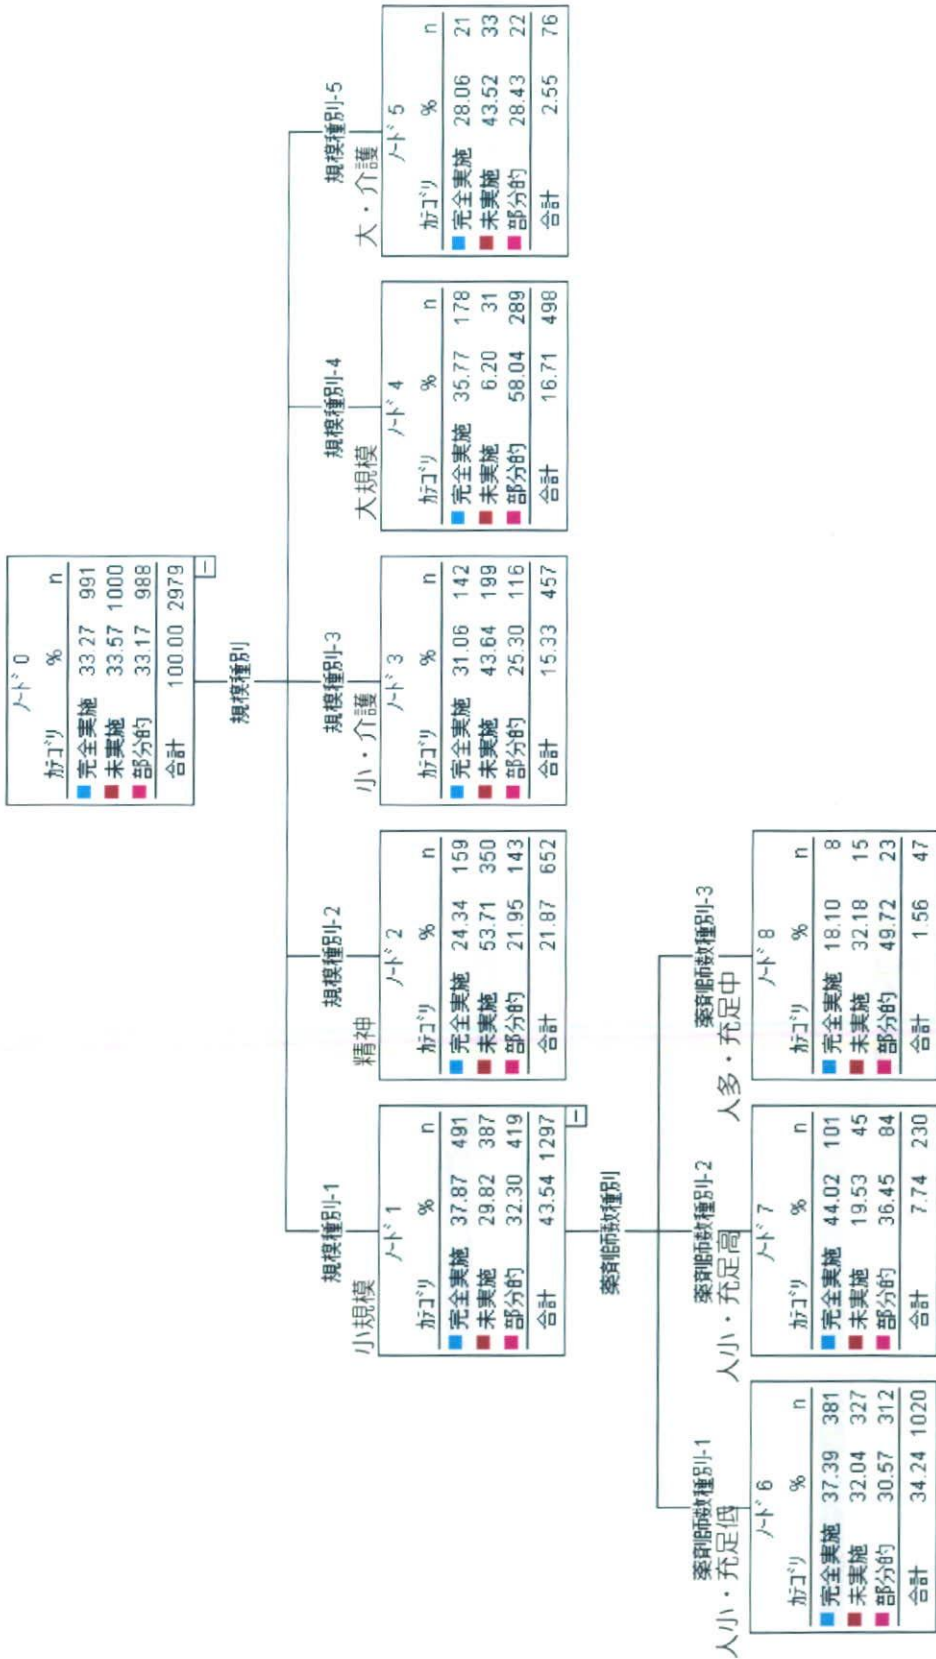 ノード 0
カテゴリ % n
完全実施 33.27 991
未実施 33.57 1000
部分的 33.17 988
合計 100.00 2979
規模種別
規模種別-1
小規模
ノード 1
カテゴリ % n
完全実施 37.87 491
未実施 29.82 387
部分的 32.30 419
合計 43.54 1297
規模種別-2
精神
ノード 2
カテゴリ % n
完全実施 24.34 159
未実施 53.71 350
部分的 21.95 143
合計 21.87 652
規模種別-3
小・介護
ノード 3
カテゴリ % n
完全実施 31.06 142
未実施 43.64 199
部分的 25.30 116
合計 15.33 457
規模種別-4
大規模
ノード 4
カテゴリ % n
完全実施 35.77 178
未実施 6.20 31
部分的 58.04 289
合計 16.71 498
規模種別-5
大・介護
ノード 5
カテゴリ % n
完全実施 28.06 21
未実施 43.52 33
部分的 28.43 22
合計 2.55 76
薬剤師数種別
薬剤師数種別-1
人小・充足低
ノード 6
カテゴリ % n
完全実施 37.39 381
未実施 32.04 327
部分的 30.57 312
合計 34.24 1020
薬剤師数種別-2
人小・充足高
ノード 7
カテゴリ % n
完全実施 44.02 101
未実施 19.53 45
部分的 36.45 84
合計 7.74 230
薬剤師数種別-3
人多・充足中
ノード 8
カテゴリ % n
完全実施 18.10 8
未実施 32.18 15
部分的 49.72 23
合計 1.56 47